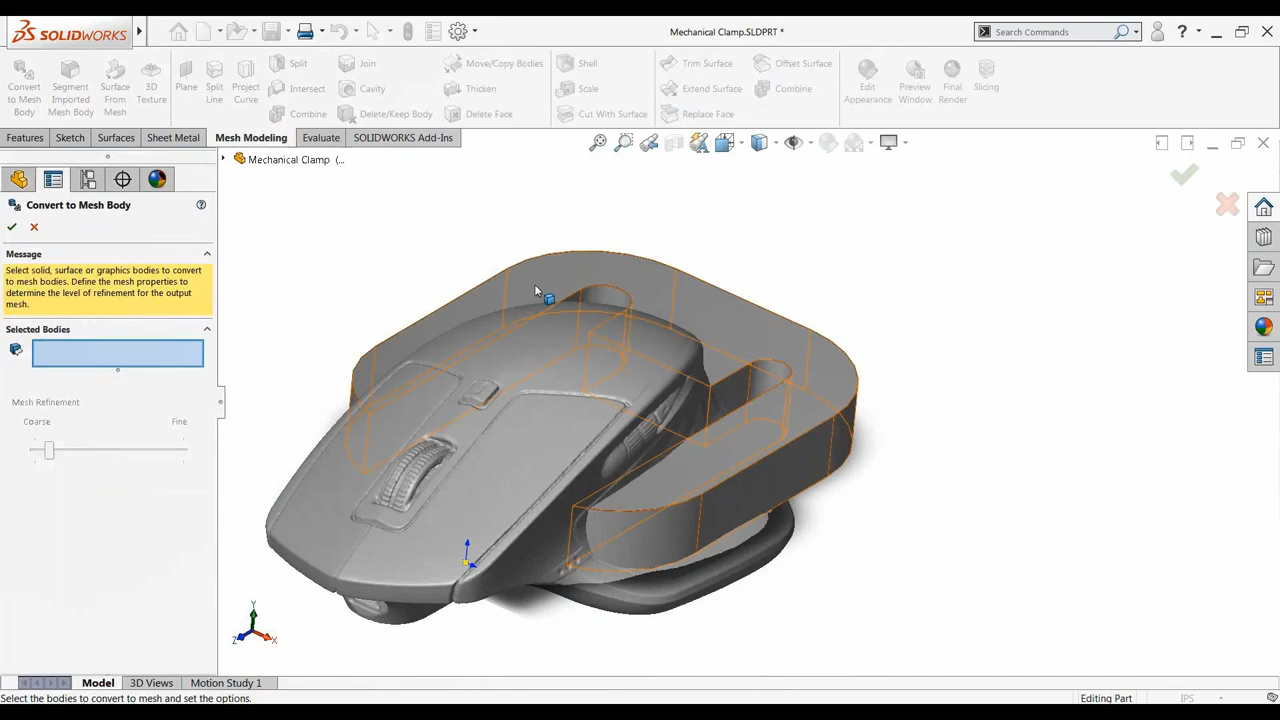 SOLIDWORKS
Mechanical Clamp.SLDPRT *
Search Commands
Convert to Mesh Body
Segment Imported Mesh Body
Surface From Mesh
3D Texture
Plane
Split Line
Project Curve
Split
Join
Move/Copy Bodies
Intersect
Cavity
Thicken
Combine
Delete/Keep Body
Delete Face
Shell
Scale
Cut With Surface
Trim Surface
Offset Surface
Extend Surface
Combine
Replace Face
Edit Appearance
Preview Window
Final Render
Slicing
Features
Sketch
Surfaces
Sheet Metal
Mesh Modeling
Evaluate
SOLIDWORKS Add-Ins
Mechanical Clamp (...
Convert to Mesh Body
Message
Select solid, surface or graphics bodies to convert
to mesh bodies. Define the mesh properties to
determine the level of refinement for the output
mesh.
Selected Bodies
Mesh Refinement
Coarse
Fine
Y
Z
X
Model
3D Views
Motion Study 1
Select the bodies to convert to mesh and set the options.
Editing Part
IPS